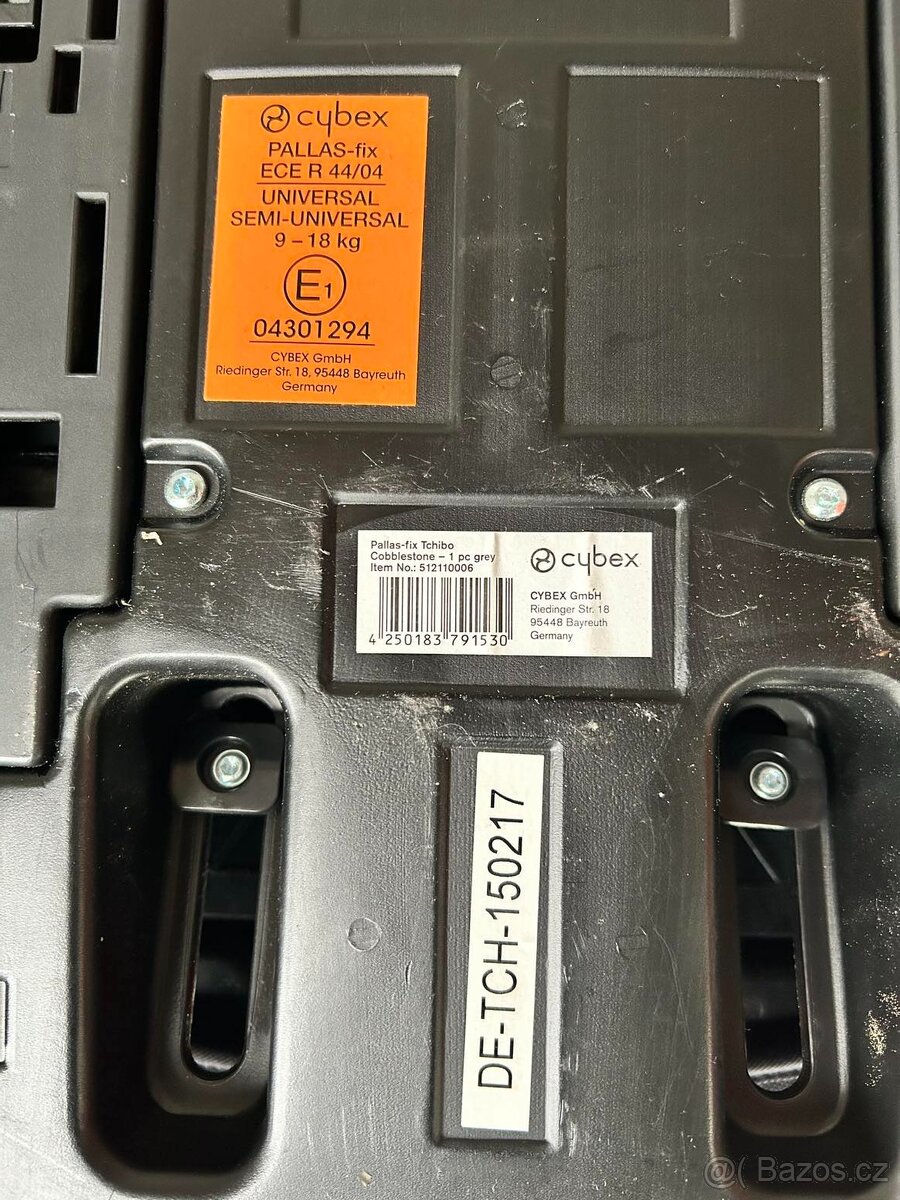 cybex
PALLAS-fix
ECE R 44/04
UNIVERSAL
SEMI-UNIVERSAL
9 – 18 kg
E1
04301294
CYBEX GmbH
Riedinger Str. 18, 95448 Bayreuth
Germany
Pallas-fix Tchibo
Cobblestone – 1 pc grey
Item No.: 512110006
4 250183 791530
cybex
CYBEX GmbH
Riedinger Str. 18
95448 Bayreuth
Germany
DE-TCH-150217
@( Bazos.cz